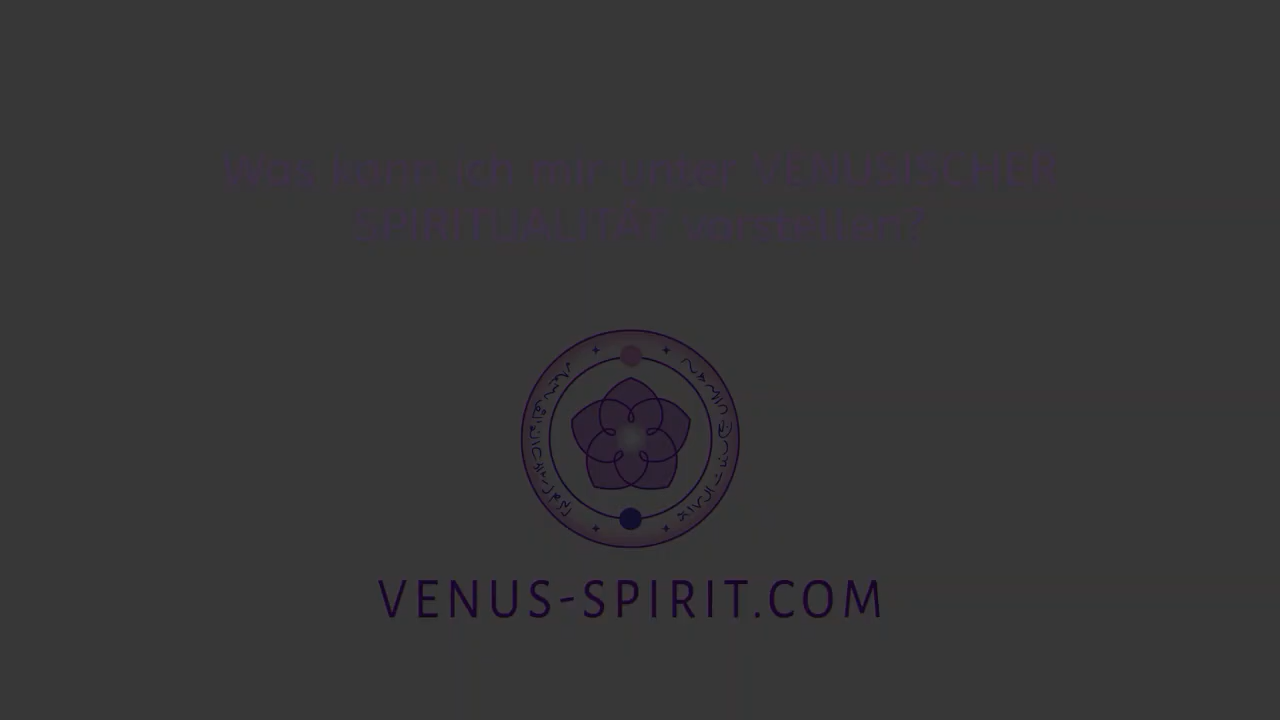 Was kann ich mir unter VENUSISCHER
SPIRITUALITÄT vorstellen?
VENUS-SPIRIT.COM